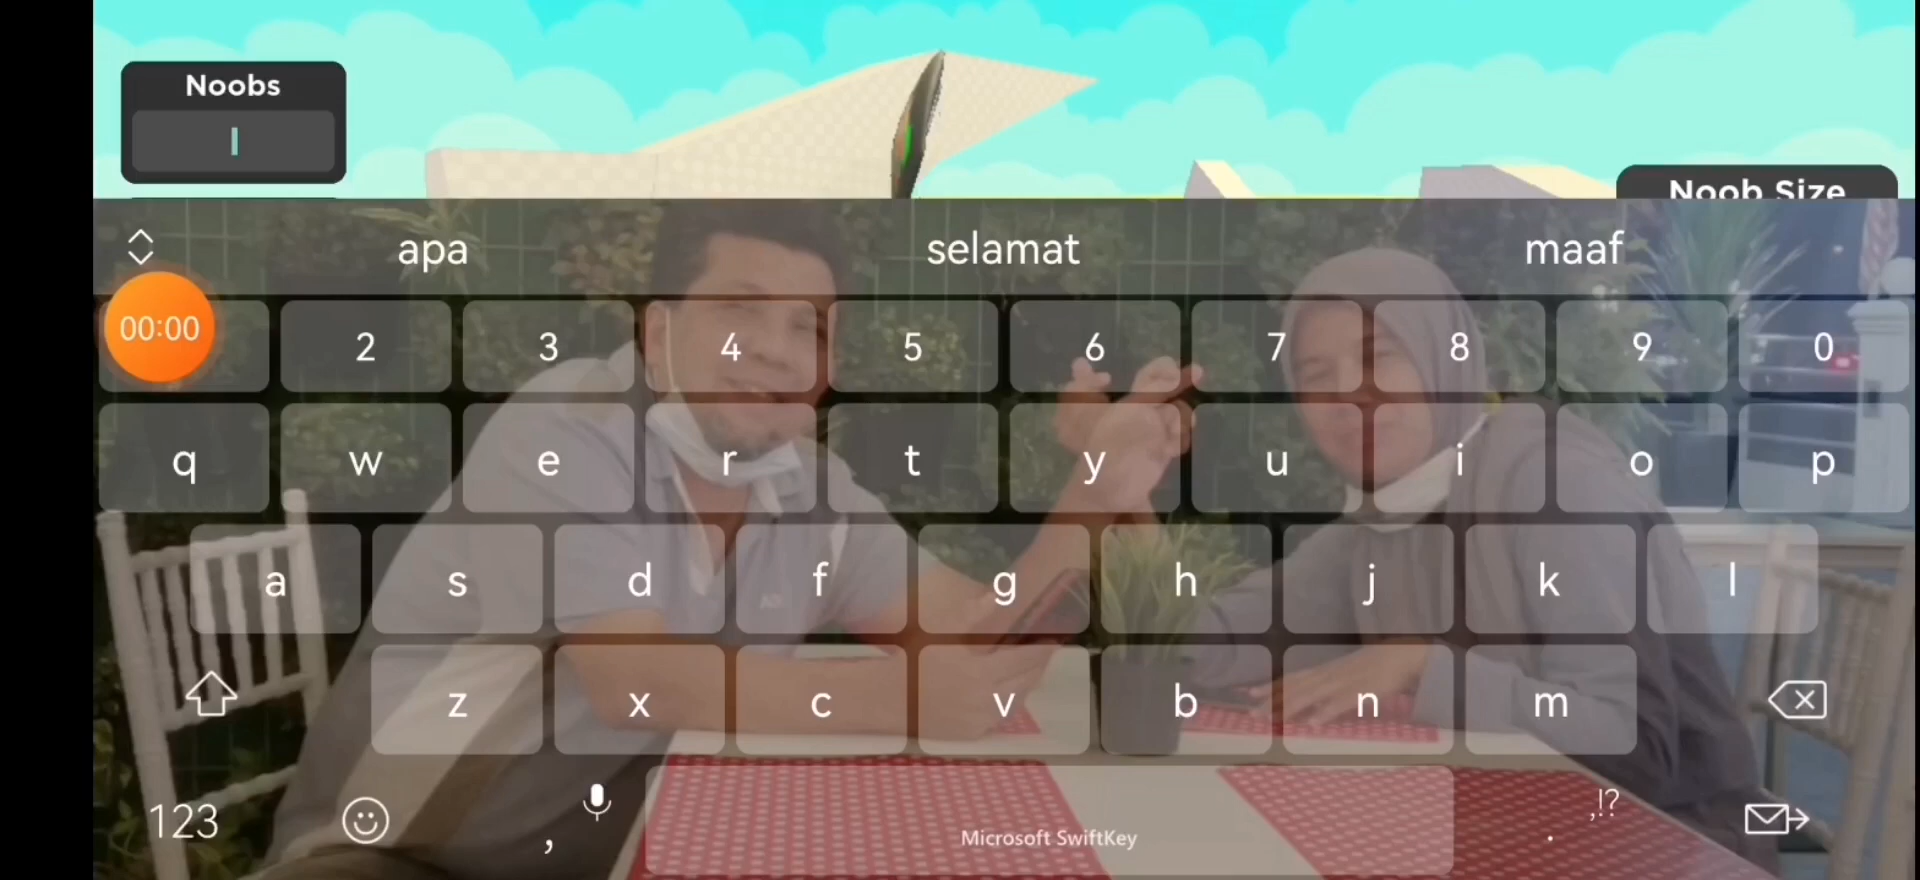 Noobs
Noob Size
apa selamat maaf
00:00 2 3 4 5 6 7 8 9 0
q w e r t y u i o p
a s d f g h j k l
z x c v b n m
123 , Microsoft SwiftKey . ,!?